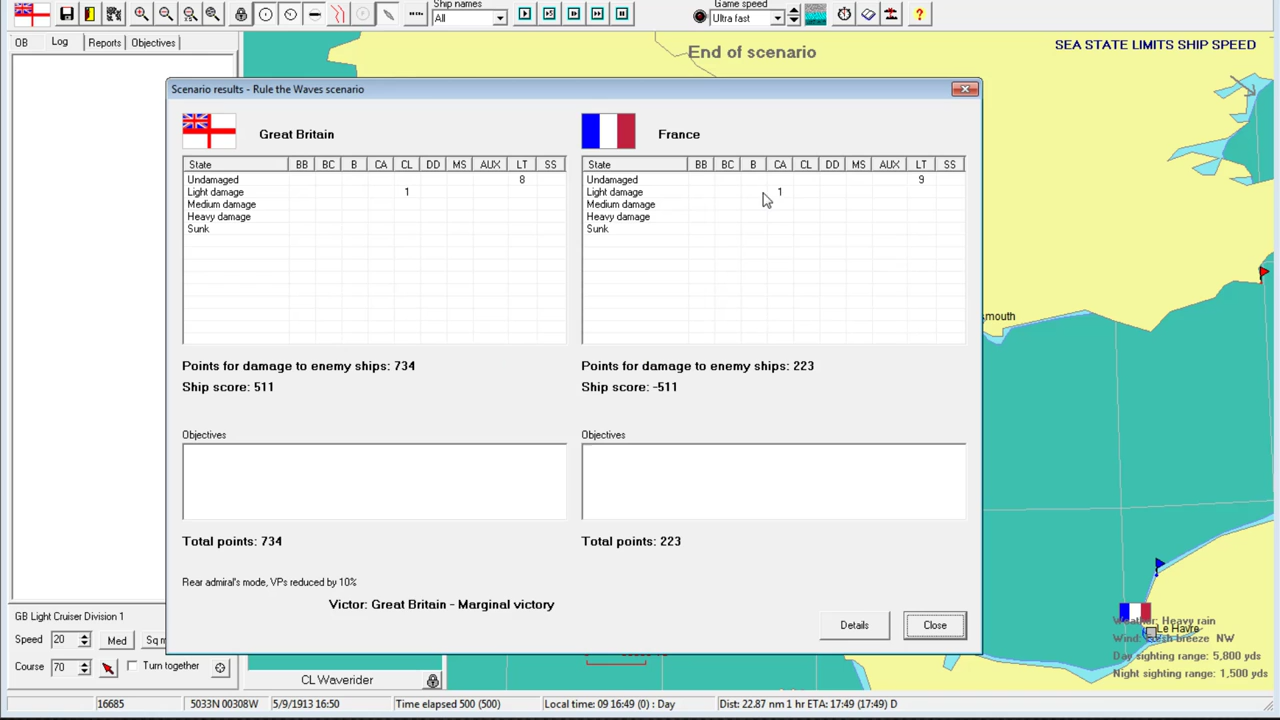 Ship names
Game speed
All
Ultra fast
OB Log Reports Objectives
End of scenario
SEA STATE LIMITS SHIP SPEED
Scenario results - Rule the Waves scenario
Great Britain
France
State BB BC B CA CL DD MS AUX LT SS
Undamaged 8
Light damage 1
Medium damage
Heavy damage
Sunk
State BB BC B CA CL DD MS AUX LT SS
Undamaged 9
Light damage 1
Medium damage
Heavy damage
Sunk
smouth
Points for damage to enemy ships: 734
Ship score: 511
Points for damage to enemy ships: 223
Ship score: -511
Objectives
Objectives
Total points: 734
Total points: 223
Rear admiral's mode, VPs reduced by 10%
Victor: Great Britain - Marginal victory
Details Close
GB Light Cruiser Division 1
Speed 20 Med Sq m
Course 70 Turn together
CL Waverider
Le Havre
Weather: Heavy rain
Wind: Fresh breeze NW
Day sighting range: 5,800 yds
Night sighting range: 1,500 yds
16685 5033N 00308W 5/9/1913 16:50 Time elapsed 500 (500) Local time: 09 16:49 (0) : Day Dist: 22.87 nm 1 hr ETA: 17:49 (17:49) D